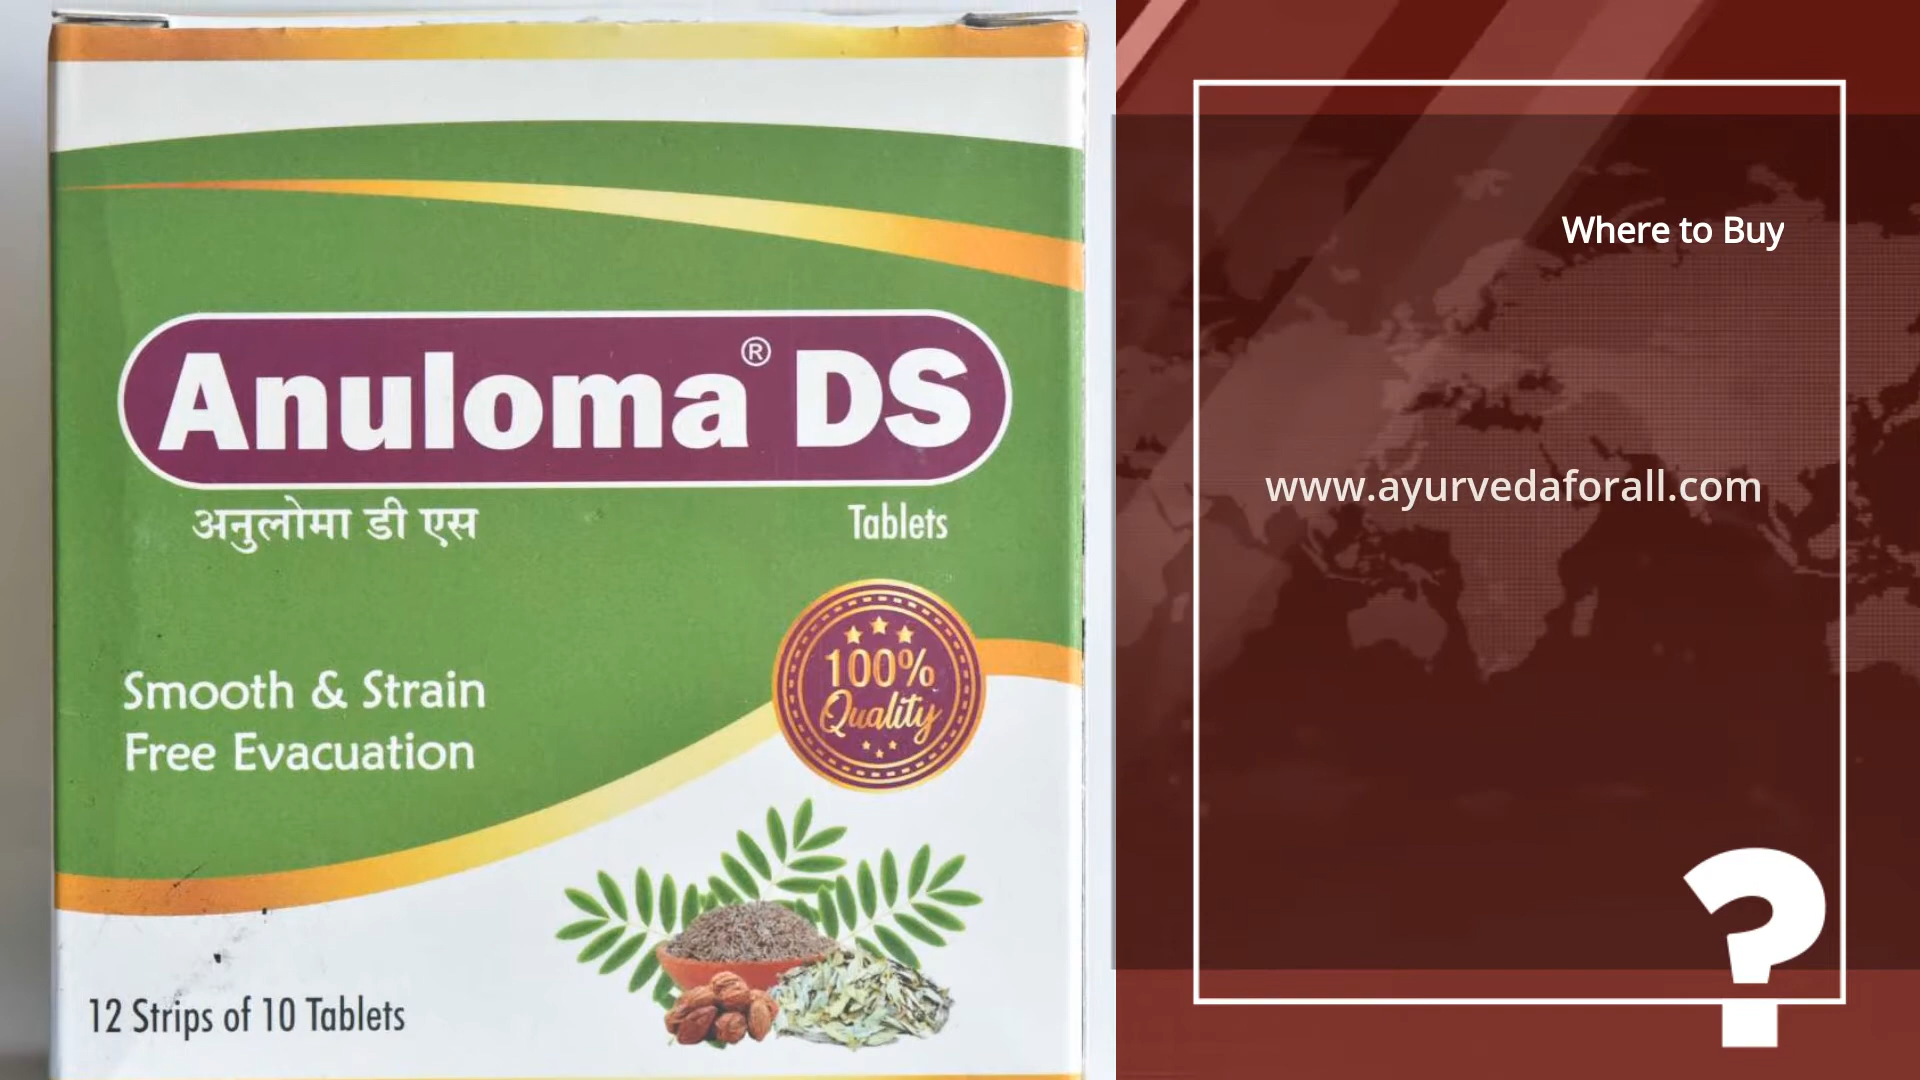 Anuloma® DS
अनुलोमा डी एस
Tablets
Smooth & Strain
Free Evacuation
100%
Quality
12 Strips of 10 Tablets
Where to Buy
www.ayurvedaforall.com
?